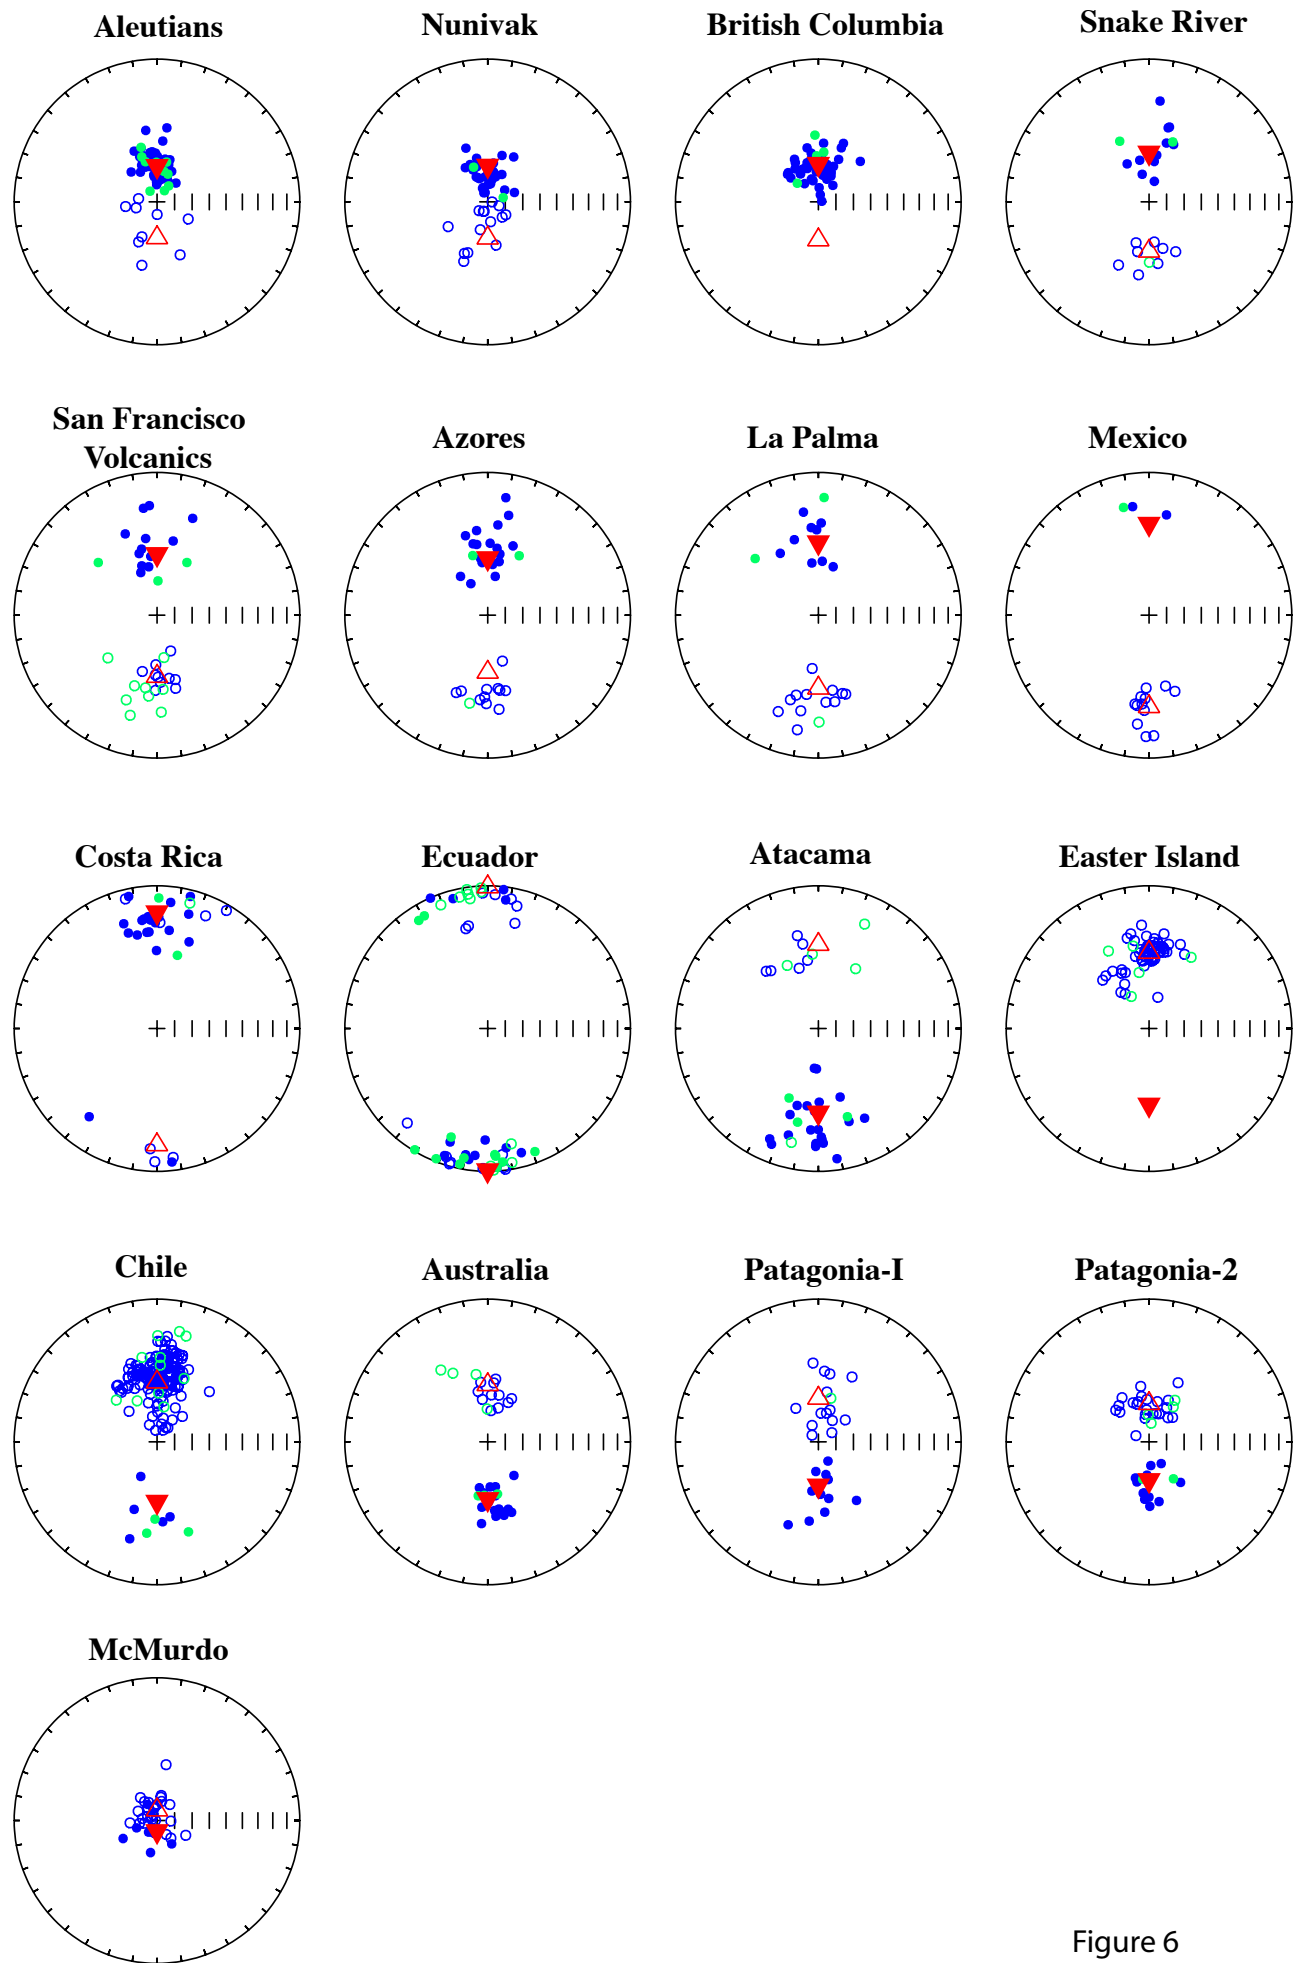 Aleutians
Nunivak
British Columbia
Snake River
San Francisco
Volcanics
Azores
La Palma
Mexico
Costa Rica
Ecuador
Atacama
Easter Island
Chile
Australia
Patagonia-I
Patagonia-2
McMurdo
Figure 6